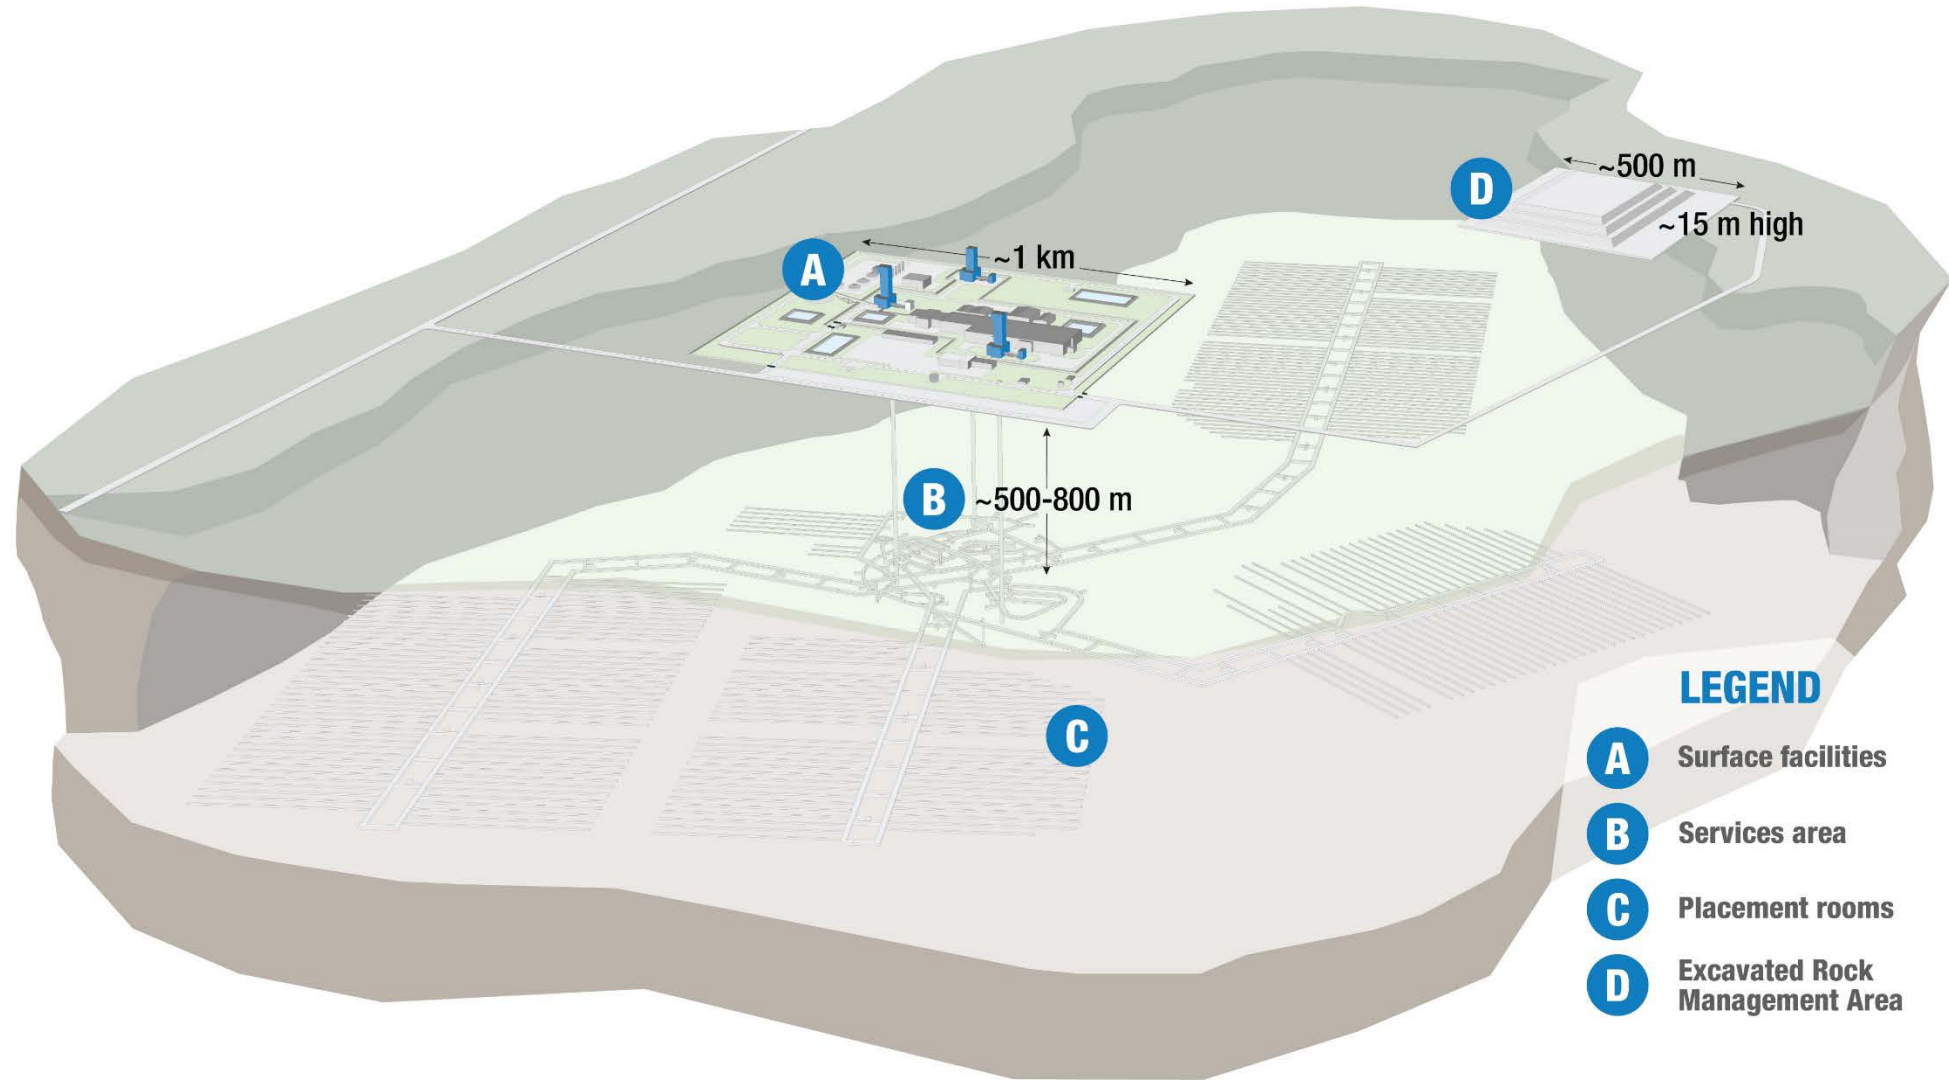 D
~500 m
~15 m high
A
~1 km
B
~500-800 m
C
LEGEND
A Surface facilities
B Services area
C Placement rooms
D Excavated Rock
Management Area